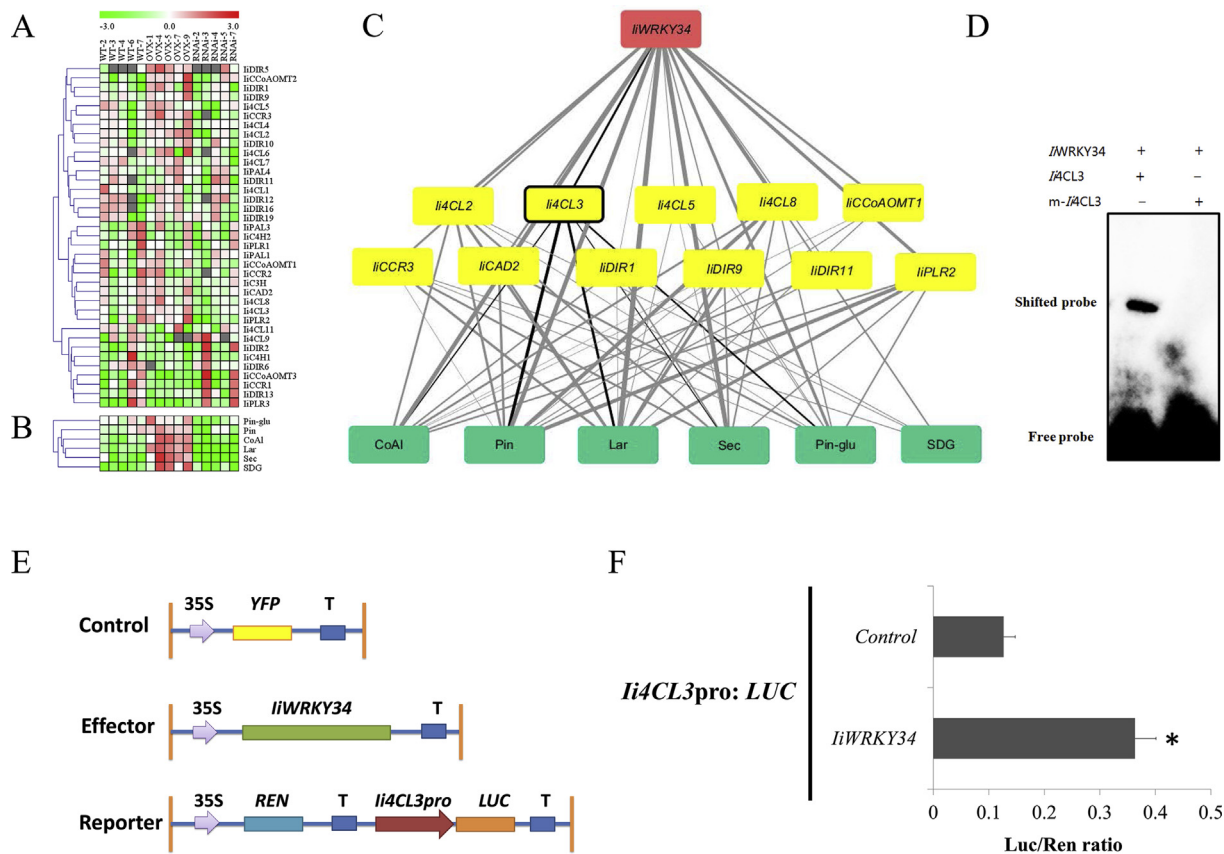 A
-3.0 0.0 3.0
WT-2 WT-3 WT-4 WT-6 WT-7 OVX-1 OVX-4 OVX-5 OVX-7 OVX-9 RNAi-2 RNAi-3 RNAi-4 RNAi-5 RNAi-7
IiDIR5
IiCCoAOMT2
IiDIR1
IiDIR9
Ii4CL5
IiCCR3
Ii4CL4
Ii4CL2
IiDIR10
Ii4CL6
Ii4CL7
IiPAL4
IiDIR11
Ii4CL1
IiDIR12
IiDIR16
IiDIR19
IiPAL3
IiC4H2
IiPLR1
IiPAL1
IiCCoAOMT1
IiCCR2
IiC3H
IiCAD2
Ii4CL8
Ii4CL3
IiPLR2
Ii4CL11
Ii4CL9
IiDIR2
IiC4H1
IiDIR6
IiCCoAOMT3
IiCCR1
IiDIR13
IiPLR3
B
Pin-glu
Pin
CoAl
Lar
Sec
SDG
C
IiWRKY34
Ii4CL2 Ii4CL3 Ii4CL5 Ii4CL8 IiCCoAOMT1
IiCCR3 IiCAD2 IiDIR1 IiDIR9 IiDIR11 IiPLR2
CoAl Pin Lar Sec Pin-glu SDG
D
IiWRKY34 + +
Ii4CL3 + −
m-Ii4CL3 − +
Shifted probe
Free probe
E
Control 35S YFP T
Effector 35S IiWRKY34 T
Reporter 35S REN T Ii4CL3pro LUC T
F
Ii4CL3pro: LUC
Control
IiWRKY34 *
0 0.1 0.2 0.3 0.4 0.5
Luc/Ren ratio